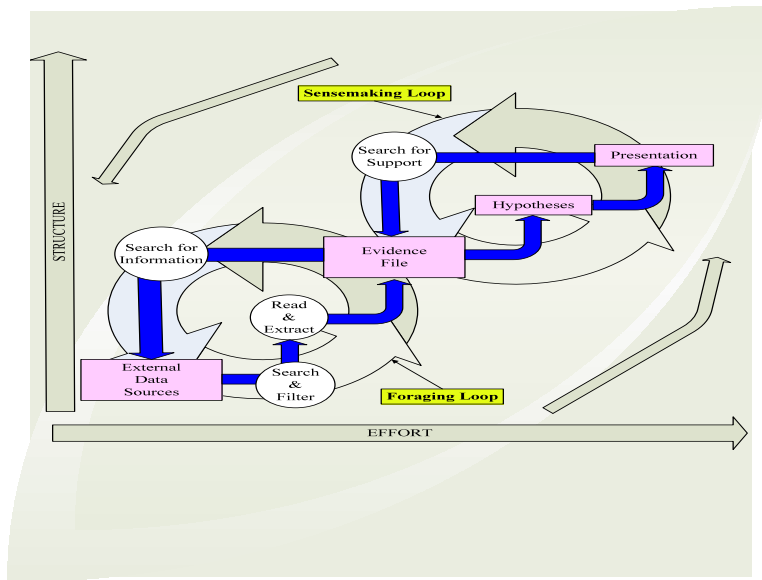 Sensemaking Loop
Search for
Support
Presentation
Hypotheses
STRUCTURE
Search for
Information
Evidence
File
Read
&
Extract
External
Data
Sources
Search
&
Filter
Foraging Loop
EFFORT